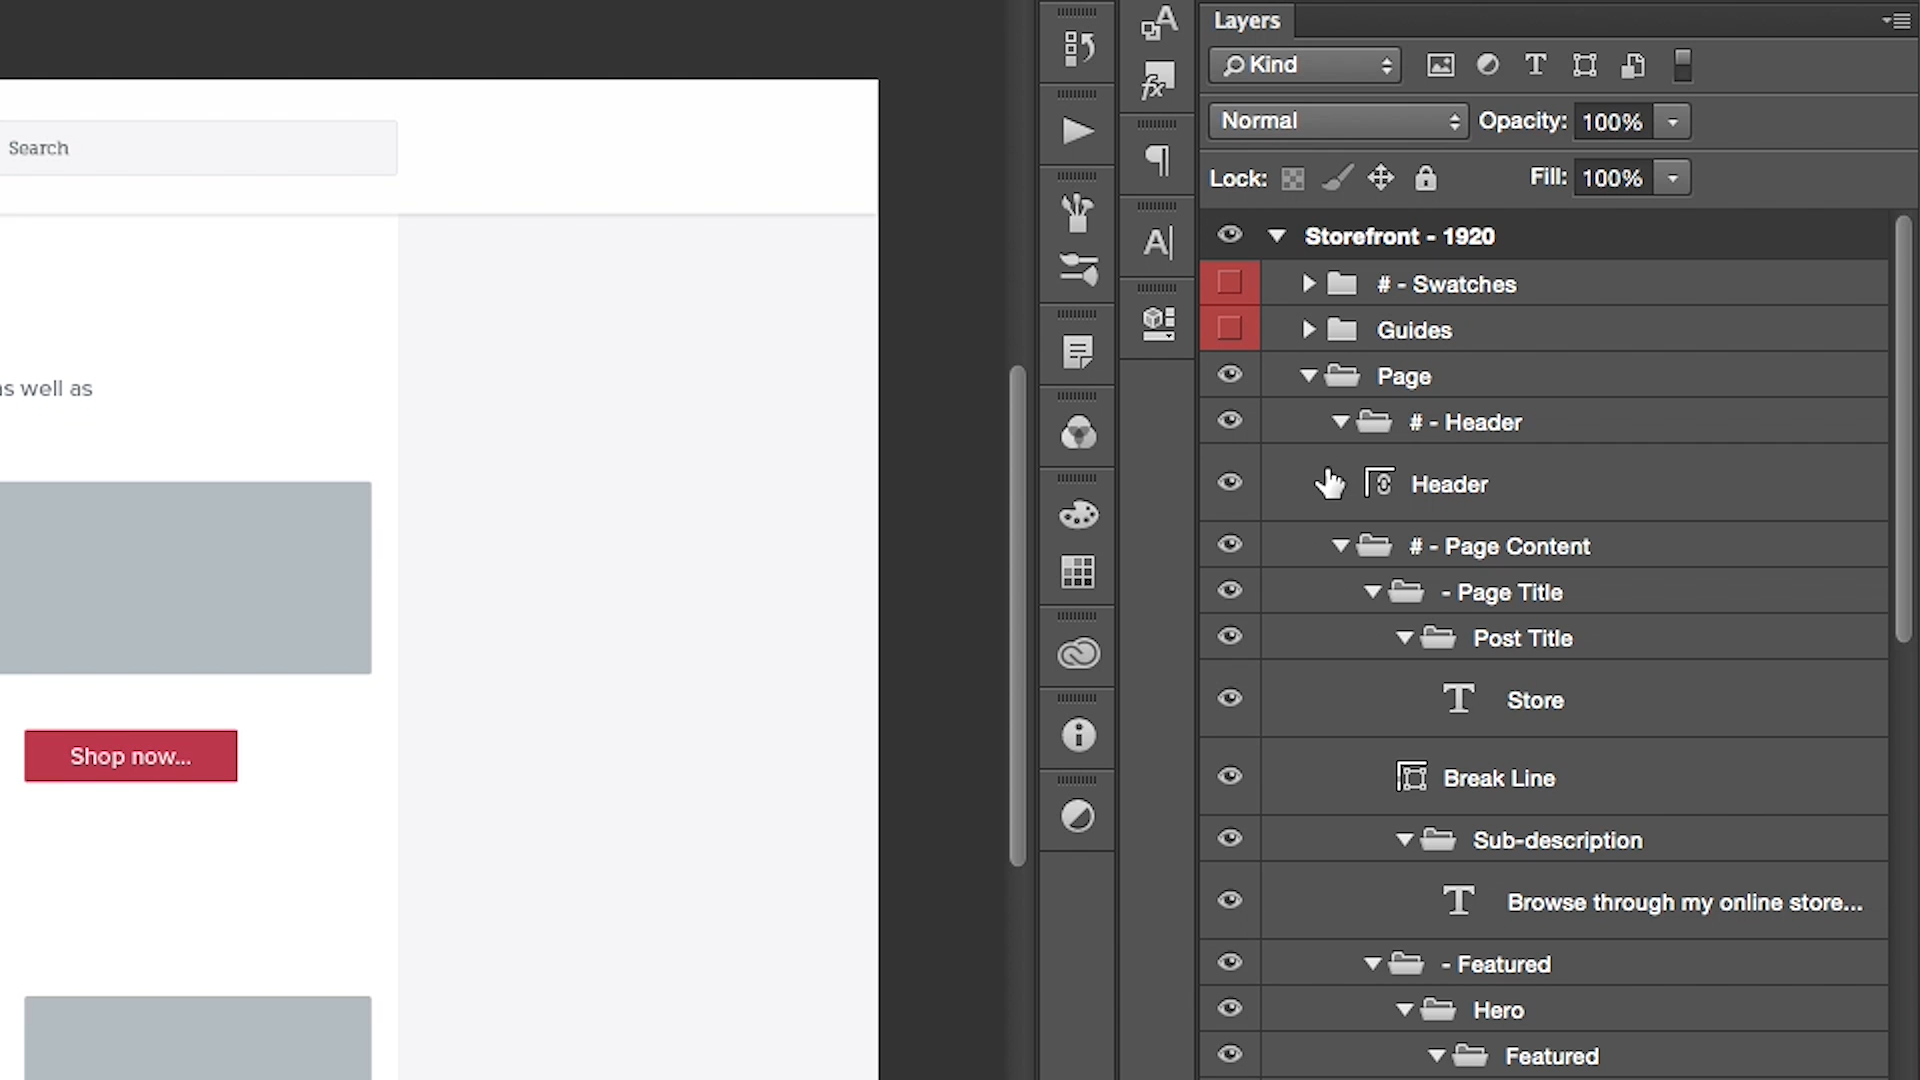 Search
as well as
Shop now...
Layers
Kind
Normal
Opacity: 100%
Lock:
Fill: 100%
Storefront - 1920
# - Swatches
Guides
Page
# - Header
Header
# - Page Content
- Page Title
Post Title
Store
Break Line
Sub-description
Browse through my online store...
- Featured
Hero
Featured